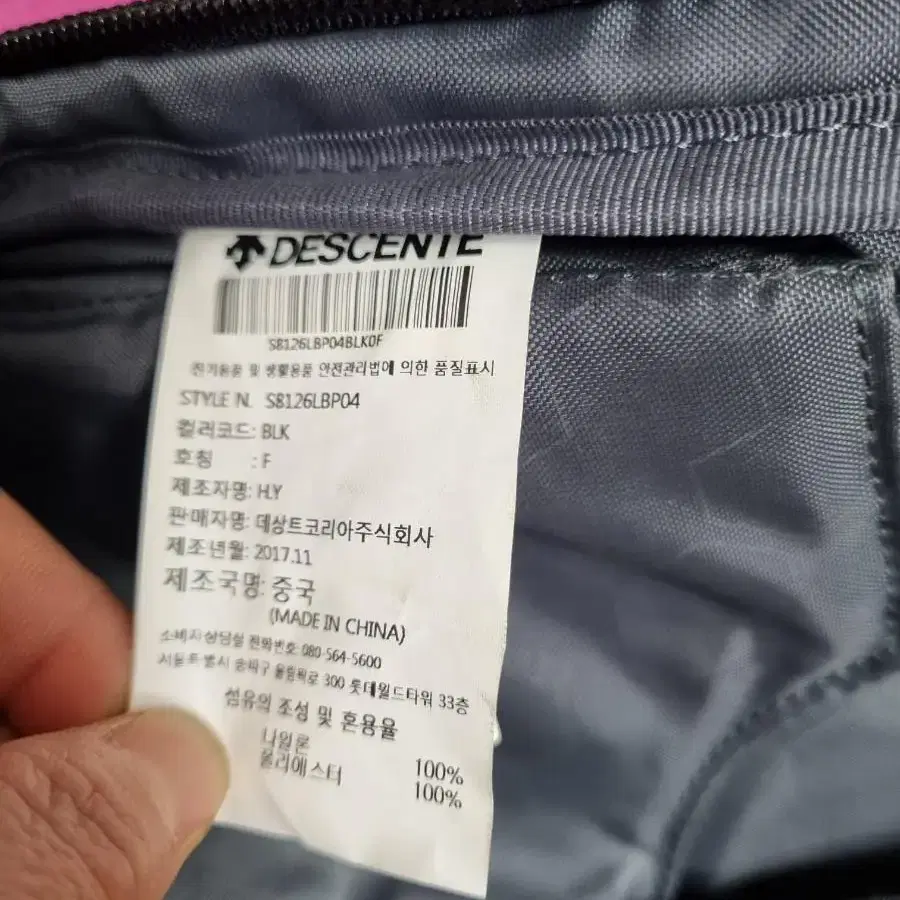 DESCENTE
S8126LBP04BLK0F
전기용품 및 생활용품 안전관리법에 의한 품질표시
STYLE N. S8126LBP04
컬러코드: BLK
호칭 : F
제조자명: H.Y
판매자명: 데상트코리아주식회사
제조년월: 2017.11
제조국명: 중국
(MADE IN CHINA)
소비자상담실 전화번호: 080-564-5600
서울특별시 송파구 올림픽로 300 롯데월드타워 33층
섬유의 조성 및 혼용율
나일론 100%
폴리에스터 100%